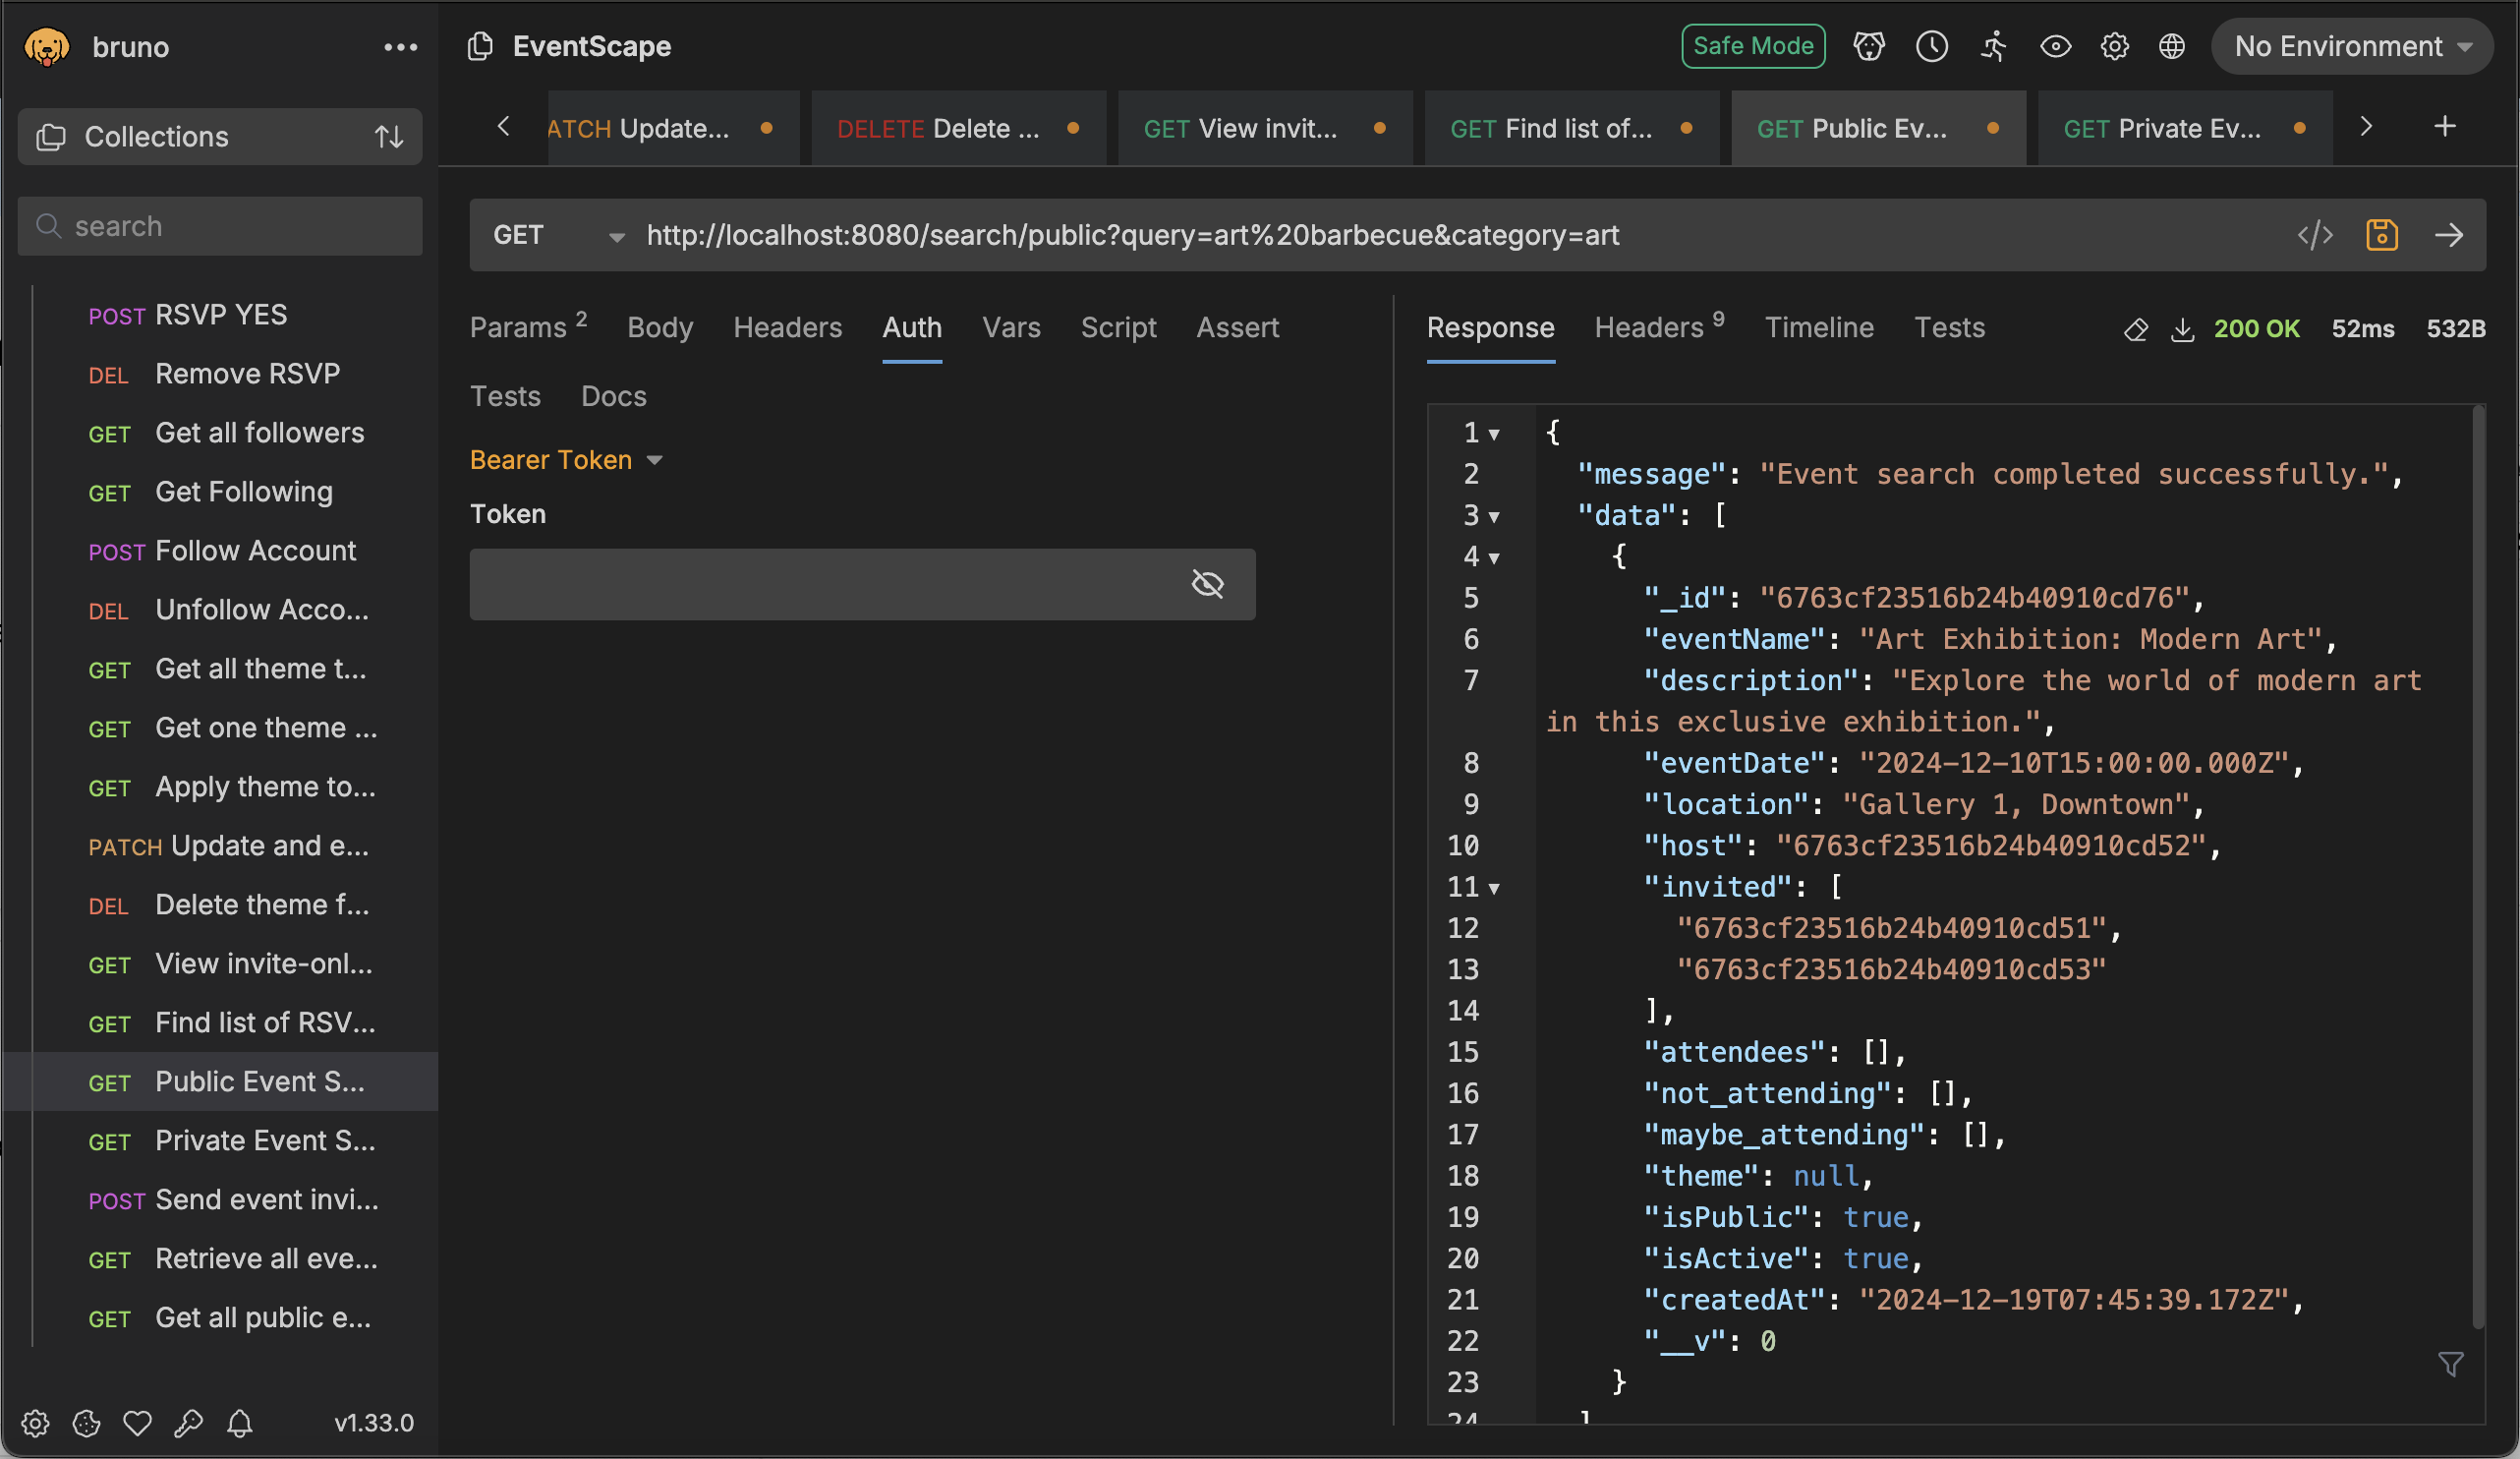 bruno
EventScape
Safe Mode
No Environment
Collections
ATCH Update...
DELETE Delete ...
GET View invit...
GET Find list of...
GET Public Ev...
GET Private Ev...
search
GET
http://localhost:8080/search/public?query=art%20barbecue&category=art
POST RSVP YES
DEL Remove RSVP
GET Get all followers
GET Get Following
POST Follow Account
DEL Unfollow Acco...
GET Get all theme t...
GET Get one theme ...
GET Apply theme to...
PATCH Update and e...
DEL Delete theme f...
GET View invite-onl...
GET Find list of RSV...
GET Public Event S...
GET Private Event S...
POST Send event invi...
GET Retrieve all eve...
GET Get all public e...
v1.33.0
Params 2 Body Headers Auth Vars Script Assert
Tests Docs
Bearer Token
Token
Response Headers 9 Timeline Tests
200 OK 52ms 532B
1 {
2 "message": "Event search completed successfully.",
3 "data": [
4 {
5 "_id": "6763cf23516b24b40910cd76",
6 "eventName": "Art Exhibition: Modern Art",
7 "description": "Explore the world of modern art
in this exclusive exhibition.",
8 "eventDate": "2024-12-10T15:00:00.000Z",
9 "location": "Gallery 1, Downtown",
10 "host": "6763cf23516b24b40910cd52",
11 "invited": [
12 "6763cf23516b24b40910cd51",
13 "6763cf23516b24b40910cd53"
14 ],
15 "attendees": [],
16 "not_attending": [],
17 "maybe_attending": [],
18 "theme": null,
19 "isPublic": true,
20 "isActive": true,
21 "createdAt": "2024-12-19T07:45:39.172Z",
22 "__v": 0
23 }
24 ]